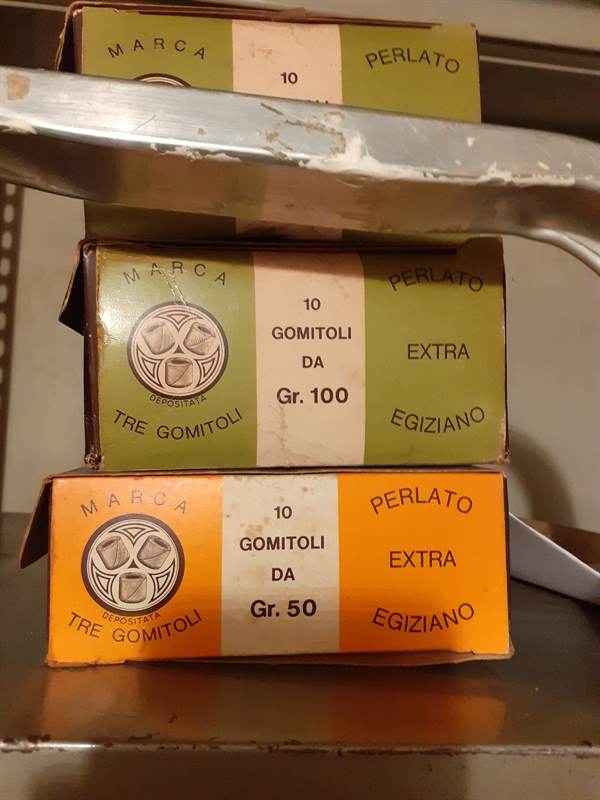 MARCA
10
PERLATO
MARCA
DEPOSITATA
TRE GOMITOLI
10
GOMITOLI
DA
Gr. 100
PERLATO
EXTRA
EGIZIANO
MARCA
DEPOSITATA
TRE GOMITOLI
10
GOMITOLI
DA
Gr. 50
PERLATO
EXTRA
EGIZIANO